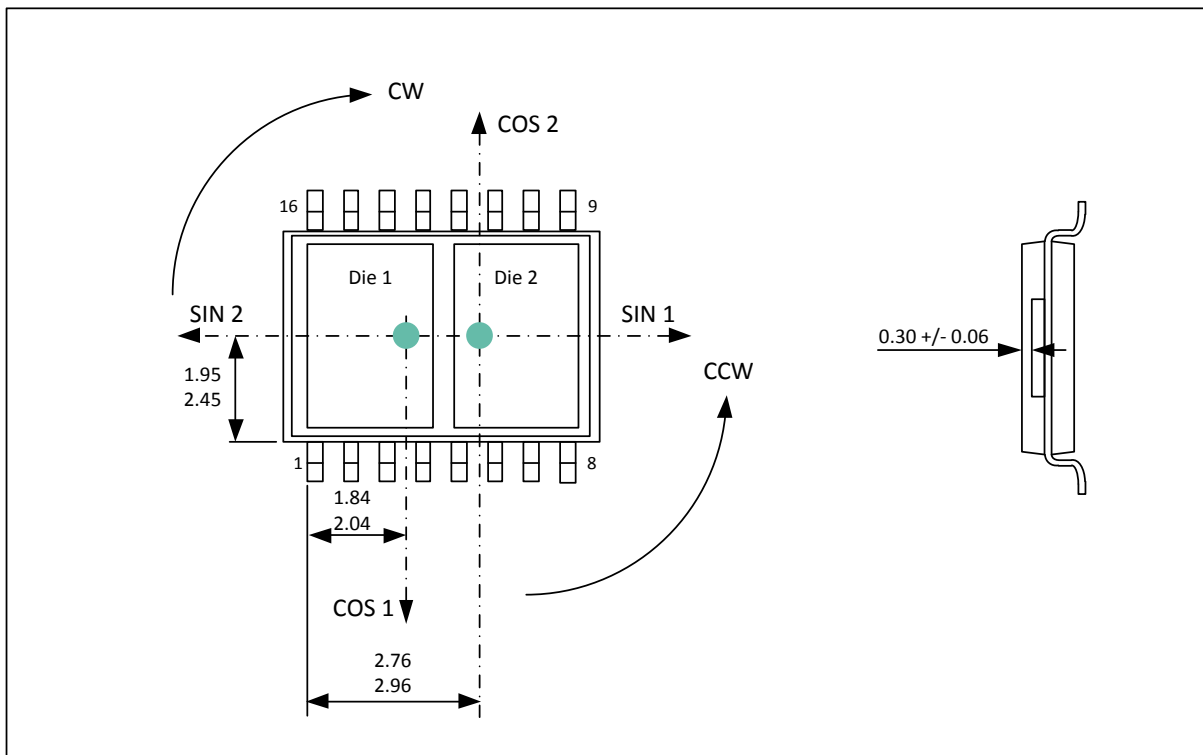 CW
COS 2
16
9
Die 1
Die 2
SIN 2
SIN 1
0.30 +/- 0.06
1.95
2.45
CCW
1
8
1.84
2.04
COS 1
2.76
2.96